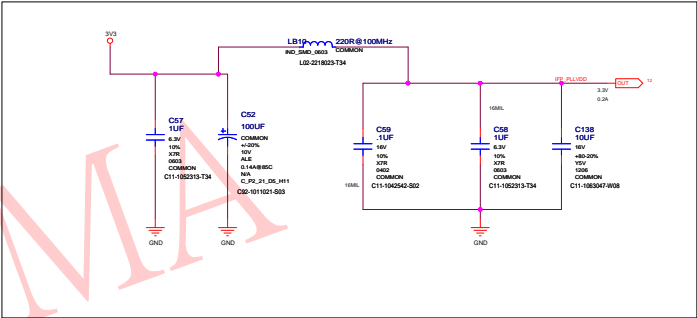 3V3
LB10 220R@100MHz
IND_SMD_0603 COMMON
L02-2218023-T34
IFP_PLLVDD
OUT
12
3.3V
0.2A
16MIL
C57
1UF
6.3V
10%
X7R
0603
COMMON
C11-1052313-T34
C52
100UF
COMMON
+/-20%
10V
ALE
0.14A@85C
N/A
C_P2_21_D5_H11
C92-1011021-S03
C59
.1UF
16V
10%
X7R
0402
COMMON
C11-1042542-S02
16MIL
C58
1UF
6.3V
10%
X7R
0603
COMMON
C11-1052313-T34
C138
10UF
16V
+80-20%
Y5V
1206
COMMON
C11-1063047-W08
GND
GND
GND
MA